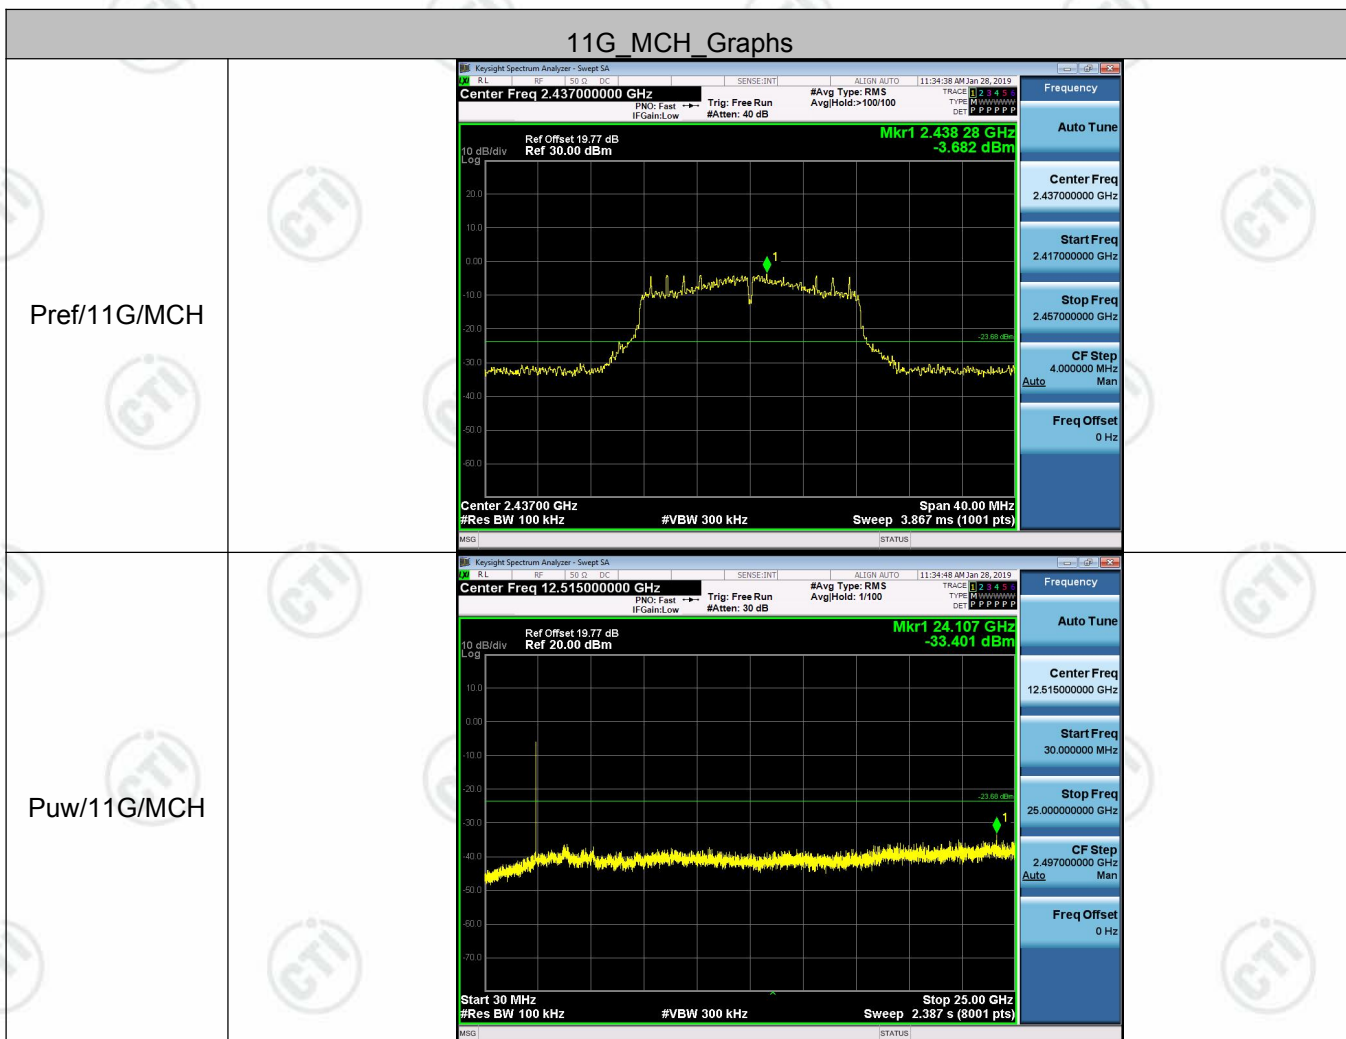 11G_MCH_Graphs
Pref/11G/MCH
Keysight Spectrum Analyzer - Swept SA
LXI RL RF 50 Ω DC SENSE:INT ALIGN AUTO 11:34:38 AM Jan 28, 2019
Center Freq 2.437000000 GHz
PNO: Fast
IFGain:Low
Trig: Free Run
#Atten: 40 dB
#Avg Type: RMS
Avg|Hold:>100/100
TRACE 1 2 3 4 5 6
TYPE M WWWWW
DET P P P P P P
Mkr1 2.438 28 GHz
-3.682 dBm
Ref Offset 19.77 dB
10 dB/div Ref 30.00 dBm
Log
20.0
10.0
0.00
-10.0
-20.0
-23.68 dBm
-30.0
-40.0
-50.0
-60.0
1
Center 2.43700 GHz Span 40.00 MHz
#Res BW 100 kHz #VBW 300 kHz Sweep 3.867 ms (1001 pts)
MSG STATUS
Frequency
Auto Tune
Center Freq
2.437000000 GHz
Start Freq
2.417000000 GHz
Stop Freq
2.457000000 GHz
CF Step
4.000000 MHz
Auto Man
Freq Offset
0 Hz
Puw/11G/MCH
Keysight Spectrum Analyzer - Swept SA
LXI RL RF 50 Ω DC SENSE:INT ALIGN AUTO 11:34:48 AM Jan 28, 2019
Center Freq 12.515000000 GHz
PNO: Fast
IFGain:Low
Trig: Free Run
#Atten: 30 dB
#Avg Type: RMS
Avg|Hold: 1/100
TRACE 1 2 3 4 5 6
TYPE M WWWWW
DET P P P P P P
Mkr1 24.107 GHz
-33.401 dBm
Ref Offset 19.77 dB
10 dB/div Ref 20.00 dBm
Log
10.0
0.00
-10.0
-20.0
-23.68 dBm
-30.0
-40.0
-50.0
-60.0
-70.0
1
Start 30 MHz Stop 25.00 GHz
#Res BW 100 kHz #VBW 300 kHz Sweep 2.387 s (8001 pts)
MSG STATUS
Frequency
Auto Tune
Center Freq
12.515000000 GHz
Start Freq
30.000000 MHz
Stop Freq
25.000000000 GHz
CF Step
2.497000000 GHz
Auto Man
Freq Offset
0 Hz
CTI